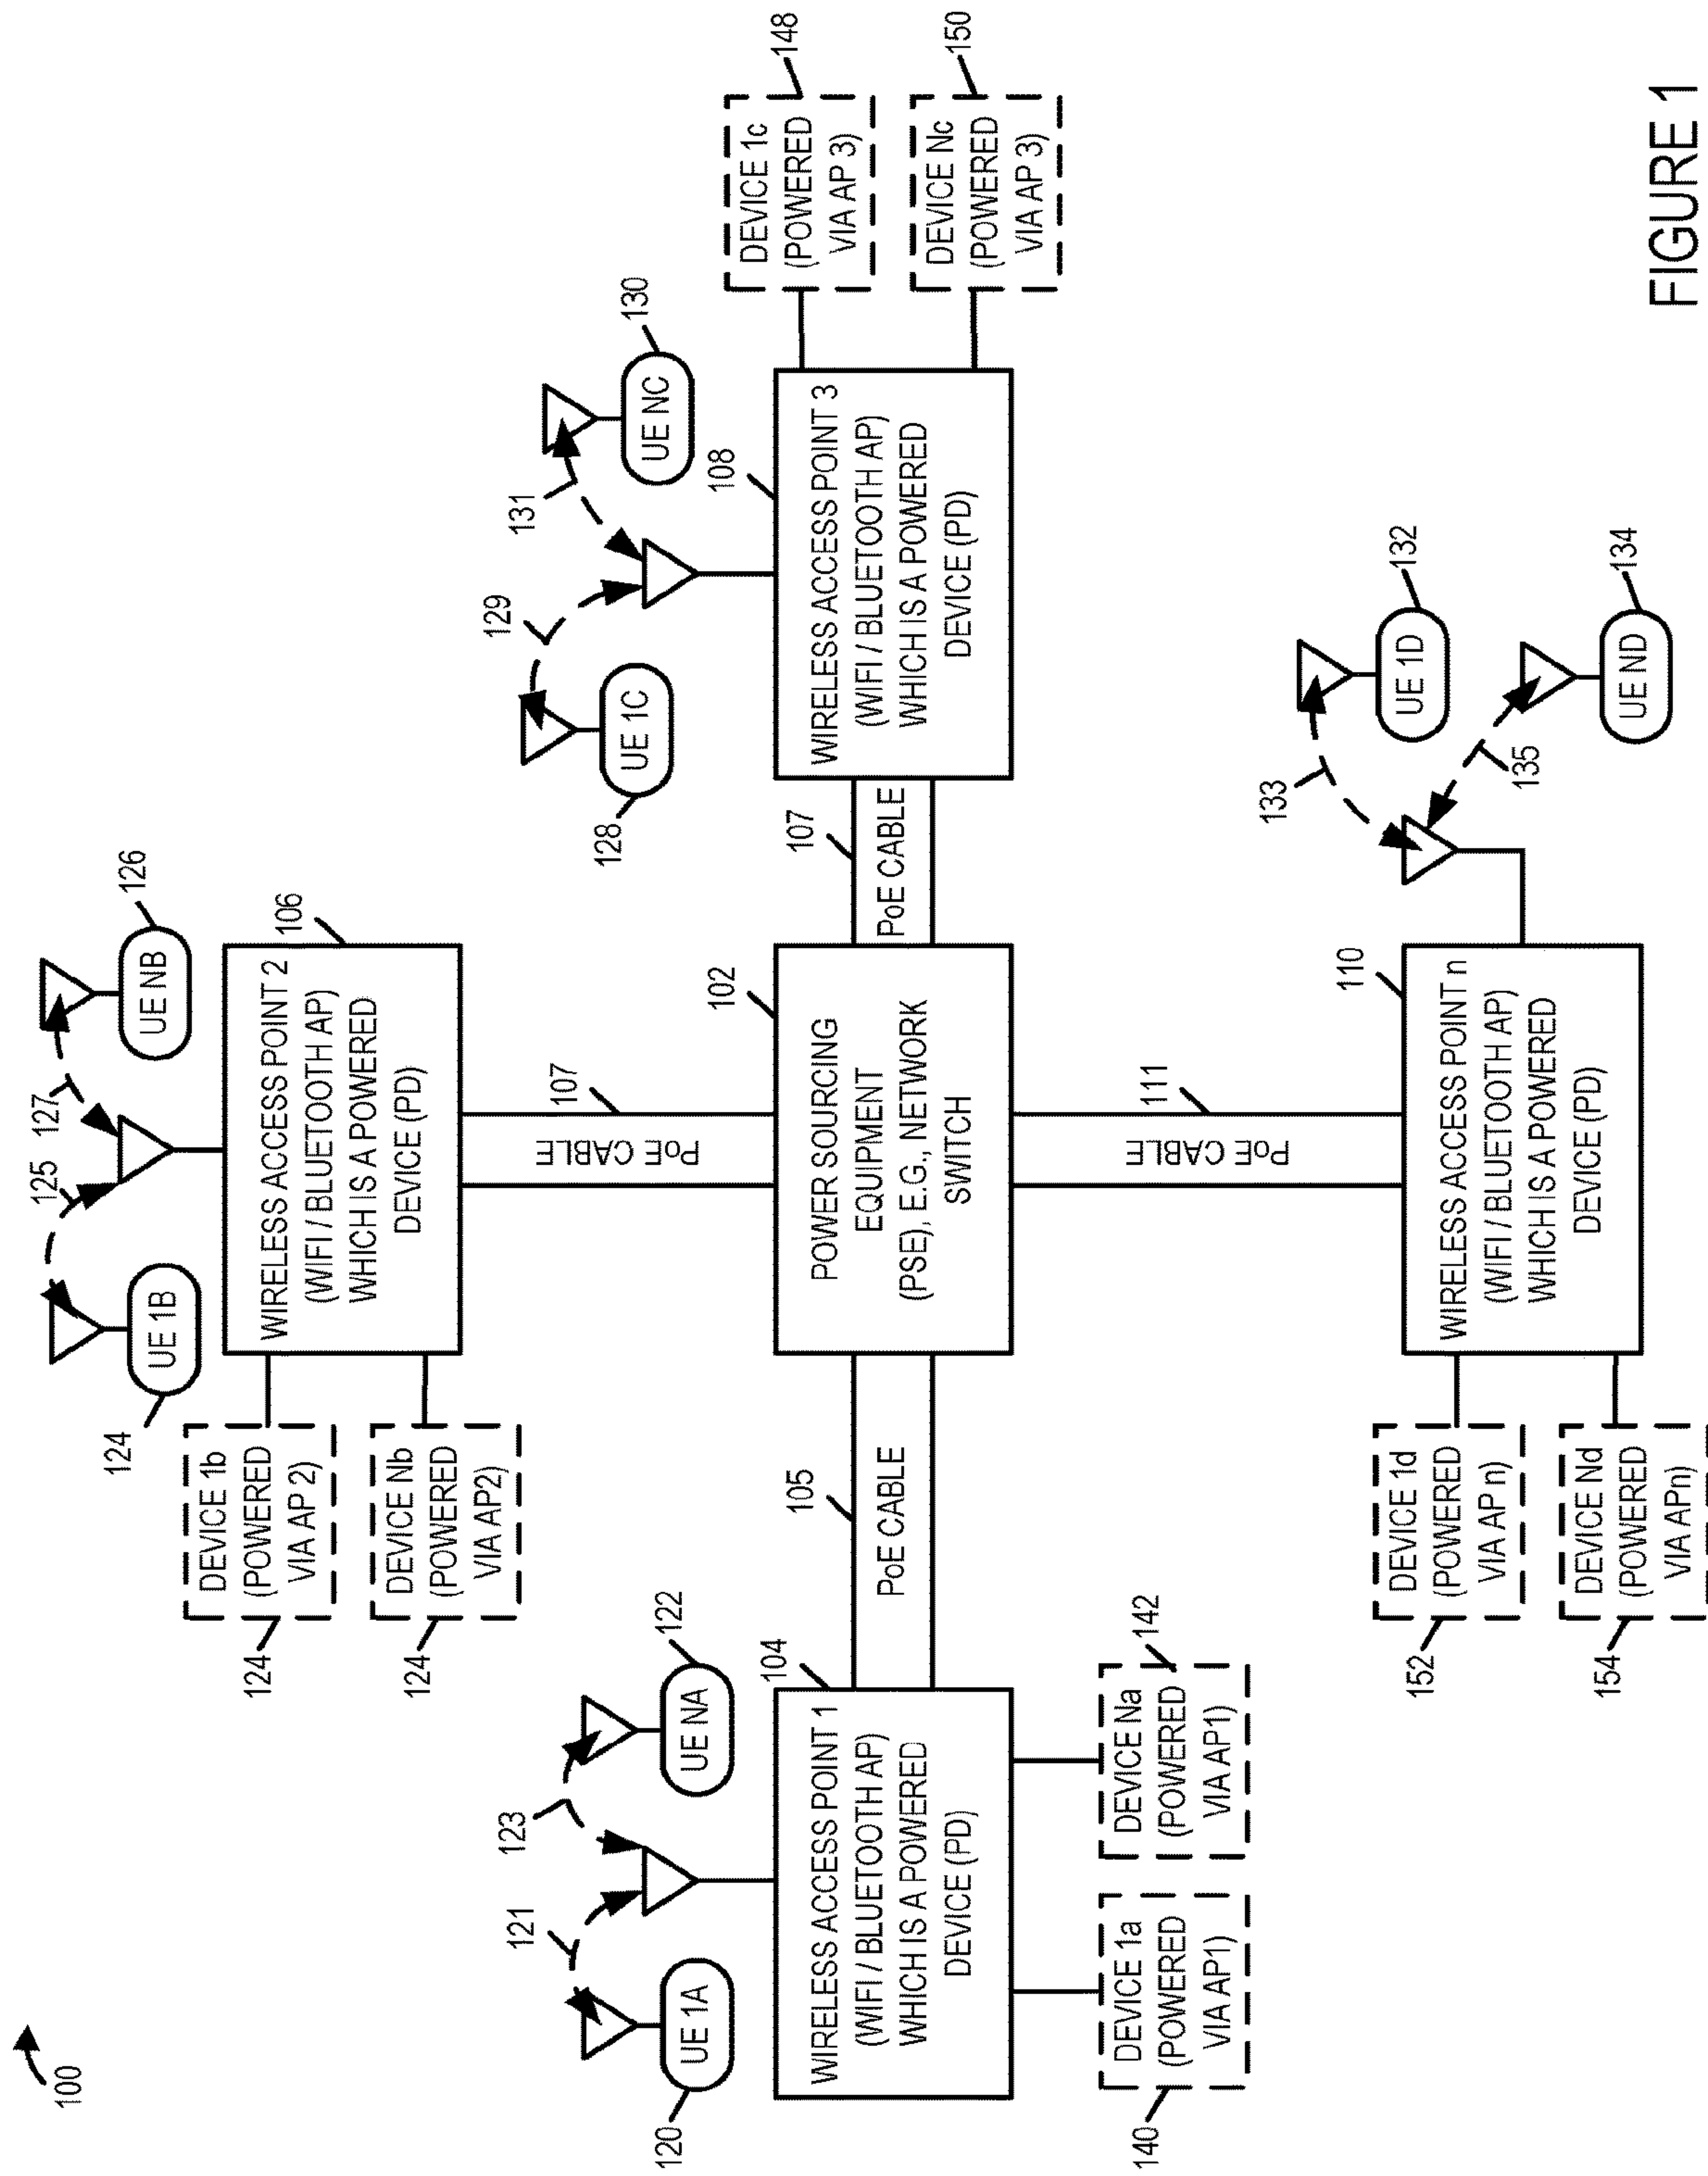 100
125
127
126
UE 1B
UE NB
124
106
DEVICE 1b
(POWERED
VIA AP 2)
124
WIRELESS ACCESS POINT 2
(WIFI / BLUETOOTH AP)
WHICH IS A POWERED
DEVICE (PD)
DEVICE Nb
(POWERED
VIA AP2)
124
121
123
122
UE 1A
UE NA
120
104
WIRELESS ACCESS POINT 1
(WIFI / BLUETOOTH AP)
WHICH IS A POWERED
DEVICE (PD)
105
PoE CABLE
107
PoE CABLE
102
POWER SOURCING
EQUIPMENT
(PSE), E.G., NETWORK
SWITCH
107
PoE CABLE
129
131
130
UE 1C
UE NC
128
108
WIRELESS ACCESS POINT 3
(WIFI / BLUETOOTH AP)
WHICH IS A POWERED
DEVICE (PD)
DEVICE 1c
(POWERED
VIA AP 3)
148
DEVICE Nc
(POWERED
VIA AP 3)
150
DEVICE 1a
(POWERED
VIA AP1)
140
DEVICE Na
(POWERED
VIA AP1)
142
111
PoE CABLE
110
WIRELESS ACCESS POINT n
(WIFI / BLUETOOTH AP)
WHICH IS A POWERED
DEVICE (PD)
DEVICE 1d
(POWERED
VIA AP n)
152
DEVICE Nd
(POWERED
VIA APn)
154
133
UE 1D
132
135
UE ND
134
FIGURE 1